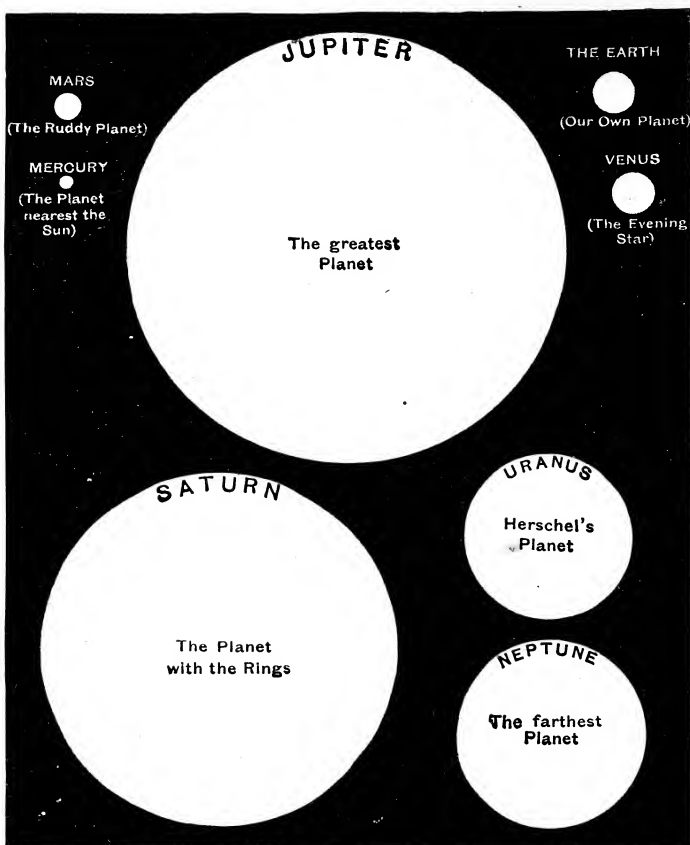 JUPITER
The greatest
Planet
MARS
(The Ruddy Planet)
MERCURY
(The Planet
nearest the
Sun)
THE EARTH
(Our Own Planet)
VENUS
(The Evening
Star)
SATURN
The Planet
with the Rings
URANUS
Herschel's
Planet
NEPTUNE
The farthest
Planet